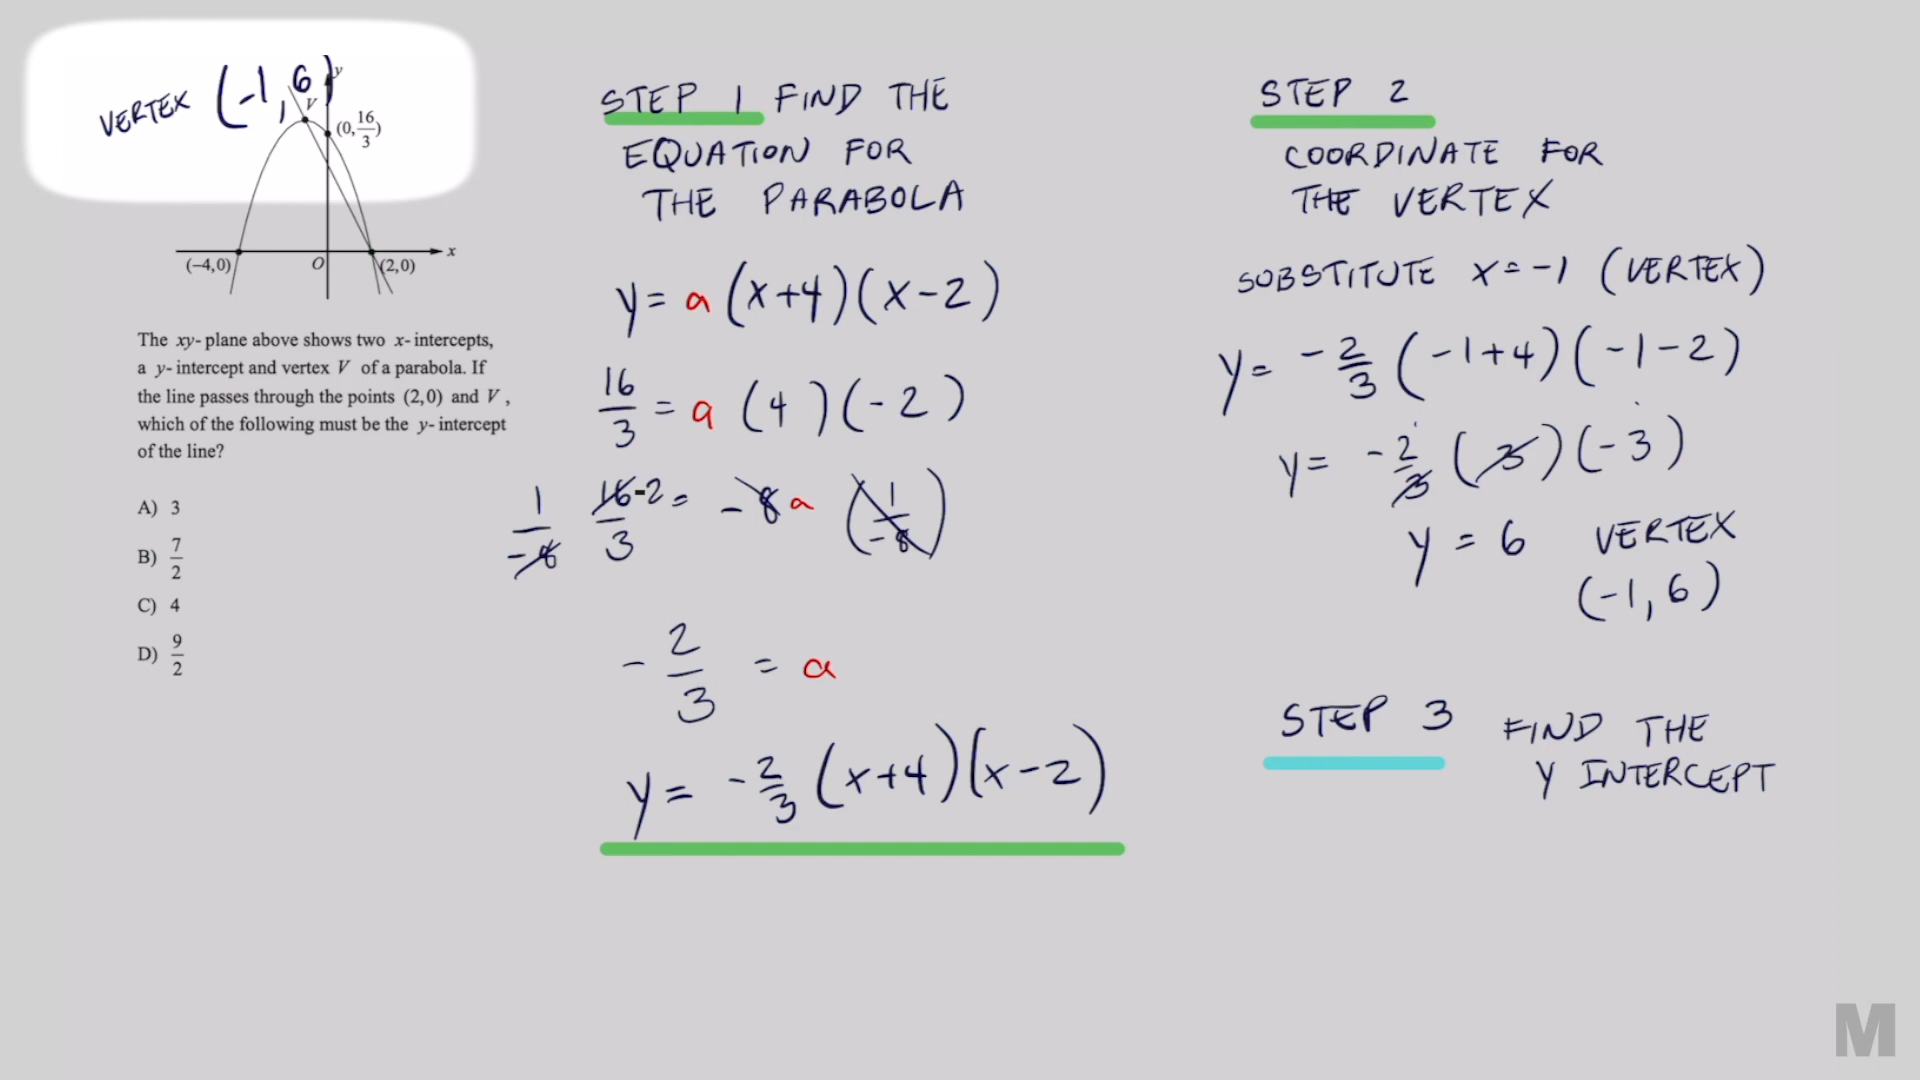 VERTEX (-1,6)
y
V
(0, 16/3)
(-4,0)
O
(2,0)
x
The xy-plane above shows two x-intercepts,
a y-intercept and vertex V of a parabola. If
the line passes through the points (2,0) and V,
which of the following must be the y-intercept
of the line?
A) 3
B) 7/2
C) 4
D) 9/2
STEP 1 FIND THE
EQUATION FOR
THE PARABOLA
y = a (x+4)(x-2)
16/3 = a (4)(-2)
1/-8 16/3 -2 = -8a (1/-8)
-2/3 = a
y = -2/3 (x+4)(x-2)
STEP 2
COORDINATE FOR
THE VERTEX
SUBSTITUTE x=-1 (VERTEX)
y = -2/3 (-1+4)(-1-2)
y = -2/3 (3)(-3)
y = 6 VERTEX
(-1,6)
STEP 3 FIND THE
Y INTERCEPT
M